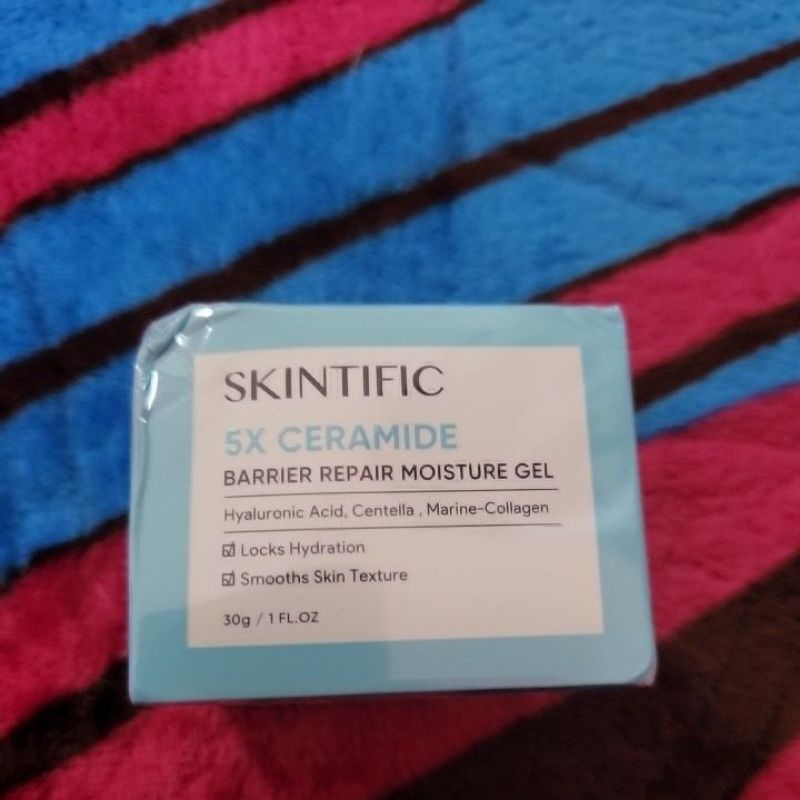 SKINTIFIC
5X CERAMIDE
BARRIER REPAIR MOISTURE GEL
Hyaluronic Acid, Centella , Marine-Collagen
☑ Locks Hydration
☑ Smooths Skin Texture
30g / 1 FL.OZ